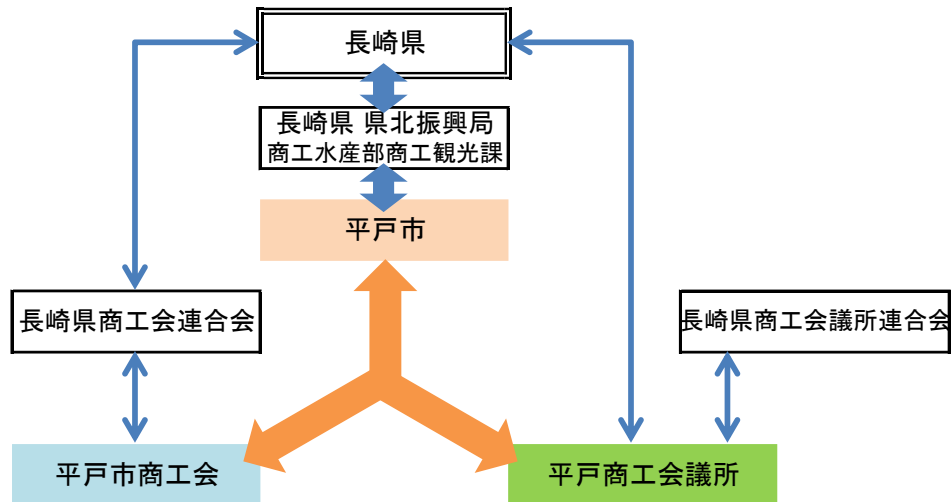 長崎県
長崎県 県北振興局
商工水産部商工観光課
平戸市
長崎県商工会連合会
長崎県商工会議所連合会
平戸市商工会
平戸商工会議所